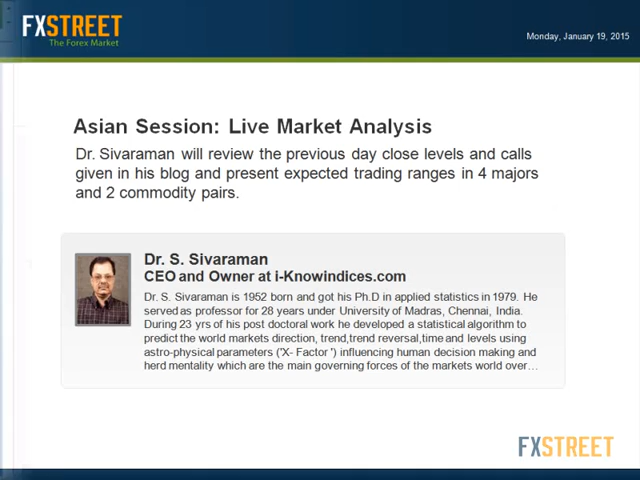 FXSTREET
The Forex Market
Monday, January 19, 2015
Asian Session: Live Market Analysis
Dr. Sivaraman will review the previous day close levels and calls
given in his blog and present expected trading ranges in 4 majors
and 2 commodity pairs.
Dr. S. Sivaraman
CEO and Owner at i-Knowindices.com
Dr. S. Sivaraman is 1952 born and got his Ph.D in applied statistics in 1979. He
served as professor for 28 years under University of Madras, Chennai, India.
During 23 yrs of his post doctoral work he developed a statistical algorithm to
predict the world markets direction, trend,trend reversal,time and levels using
astro-physical parameters ('X- Factor ') influencing human decision making and
herd mentality which are the main governing forces of the markets world over…
FXSTREET